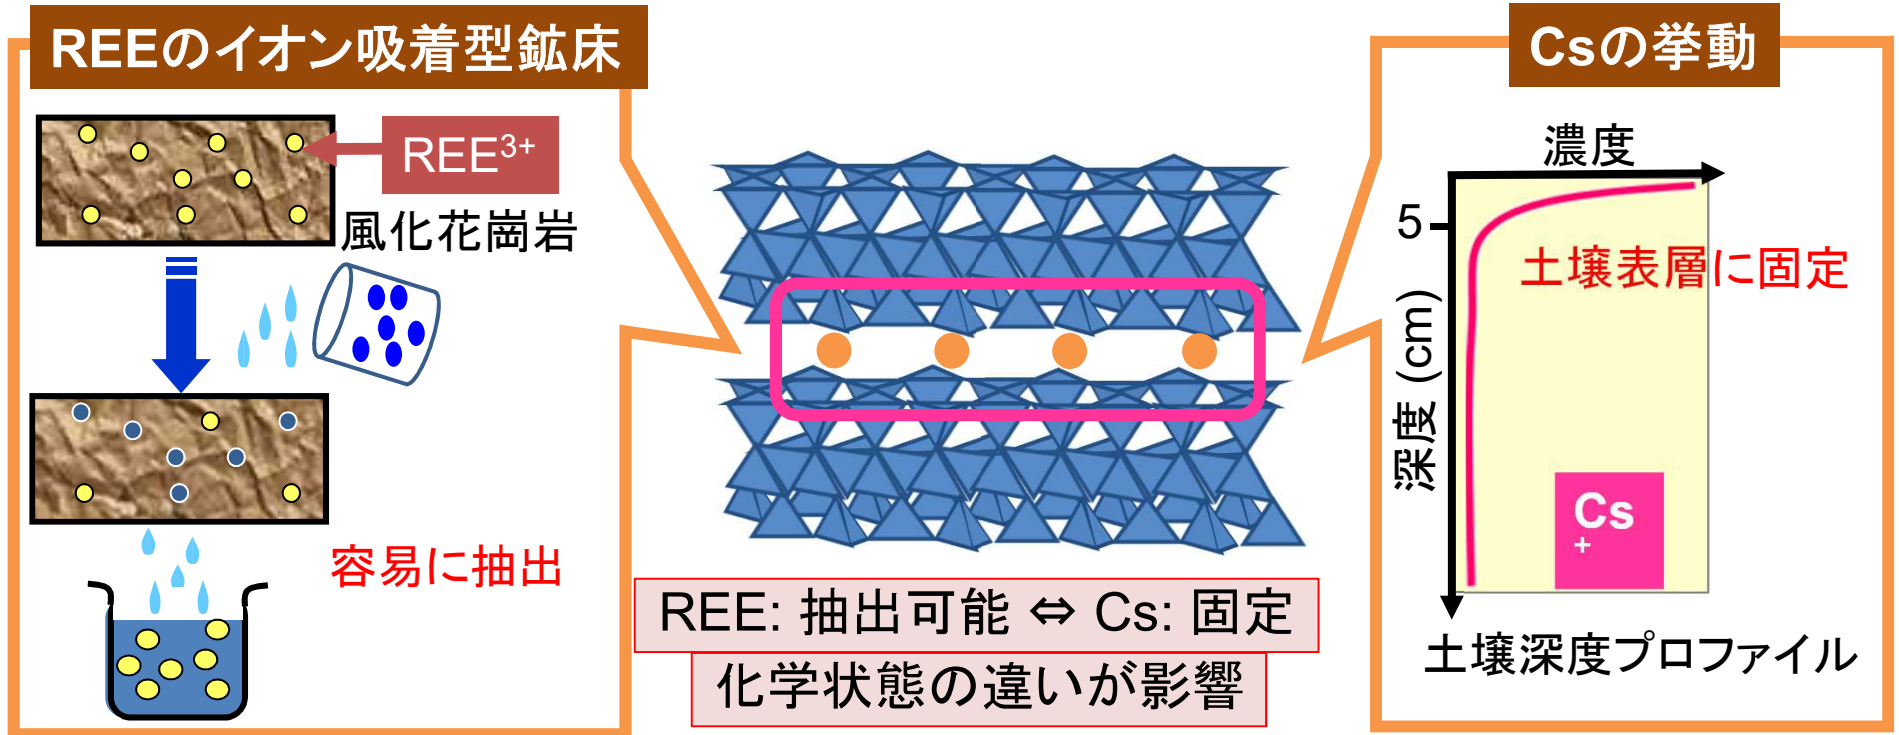 REEのイオン吸着型鉱床
REE³⁺
風化花崗岩
容易に抽出
REE: 抽出可能 ⇔ Cs: 固定
化学状態の違いが影響
Csの挙動
濃度
5
土壌表層に固定
深度 (cm)
Cs
+
土壌深度プロファイル